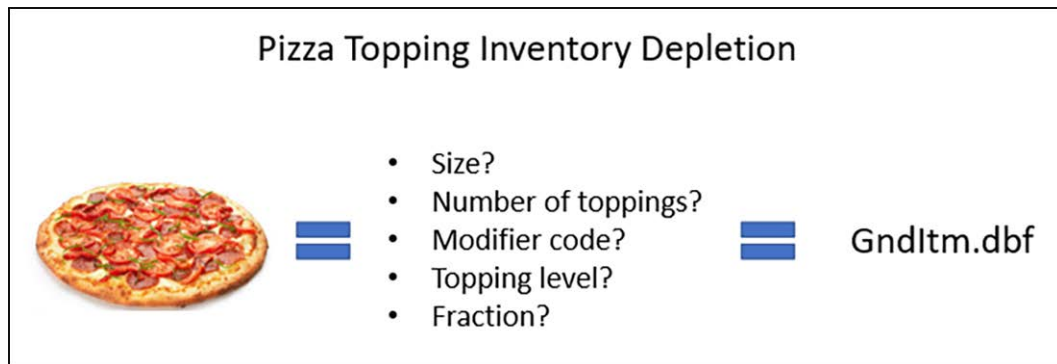 Pizza Topping Inventory Depletion
• Size?
• Number of toppings?
• Modifier code?
• Topping level?
• Fraction?
GndItm.dbf